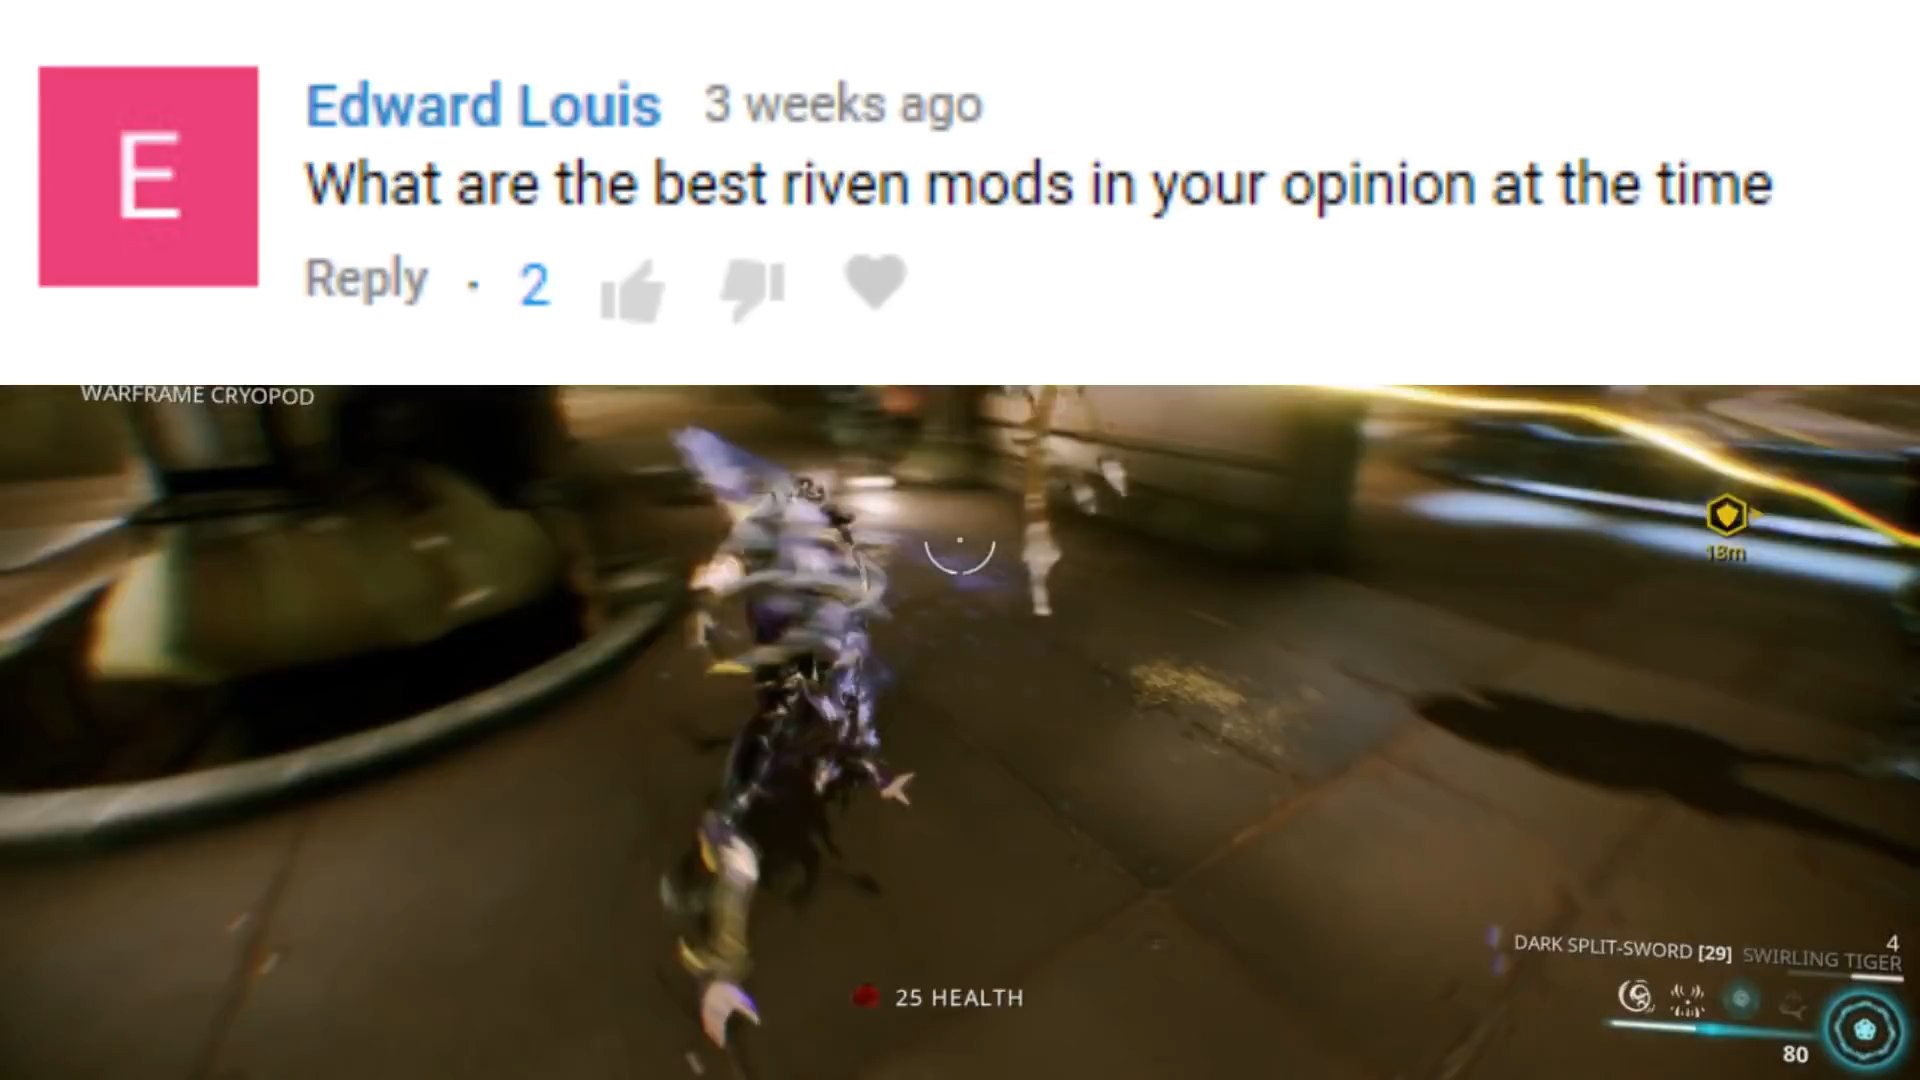 E
Edward Louis 3 weeks ago
What are the best riven mods in your opinion at the time
Reply · 2
WARFRAME CRYOPOD
13m
4
DARK SPLIT-SWORD [29] SWIRLING TIGER
25 HEALTH
80